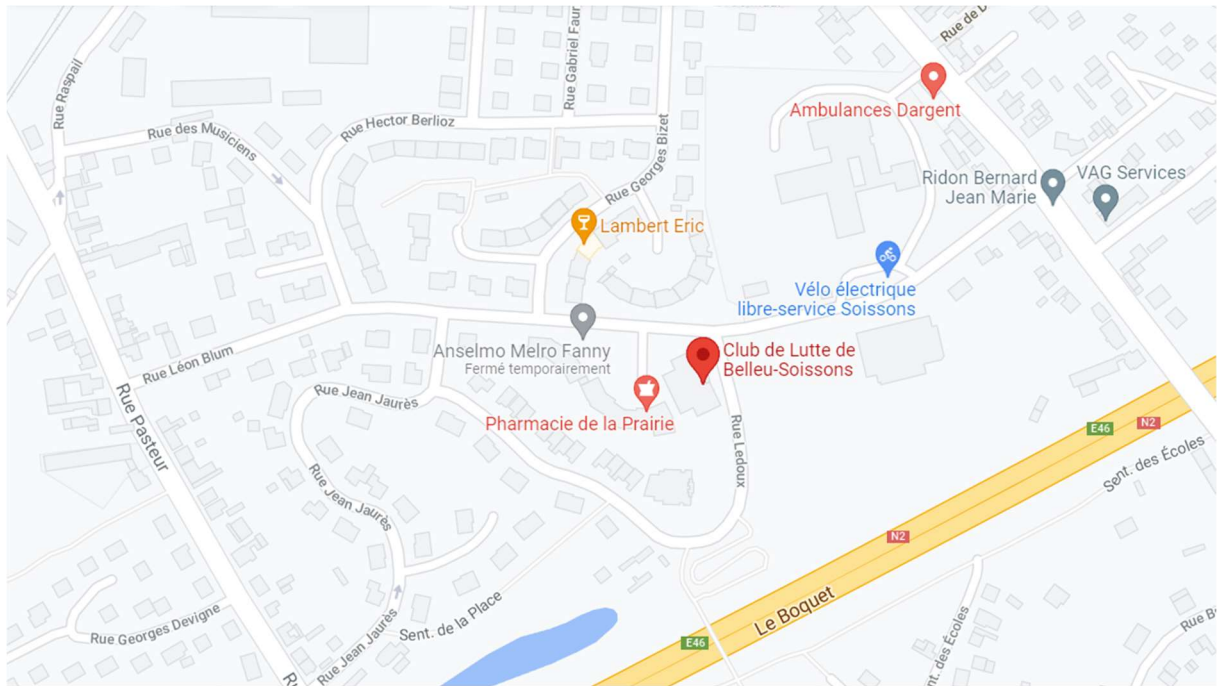 Rue Raspail
Rue des Musiciens
Rue Hector Berlioz
Rue Gabriel Faur
Rue Georges Bizet
Rue de D
Ambulances Dargent
Ridon Bernard
Jean Marie
VAG Services
Lambert Eric
Vélo électrique
libre-service Soissons
Anselmo Melro Fanny
Fermé temporairement
Club de Lutte de
Belleu-Soissons
Pharmacie de la Prairie
Rue Léon Blum
Rue Jean Jaurès
Rue Pasteur
Rue Ledoux
Rue Jean Jaurès
E46
N2
Sent. des Écoles
N2
Le Boquet
E46
Sent. de la Place
Rue Georges Devigne
Rue Jean Jaurès
Ru
nt. des Écoles
Rue B